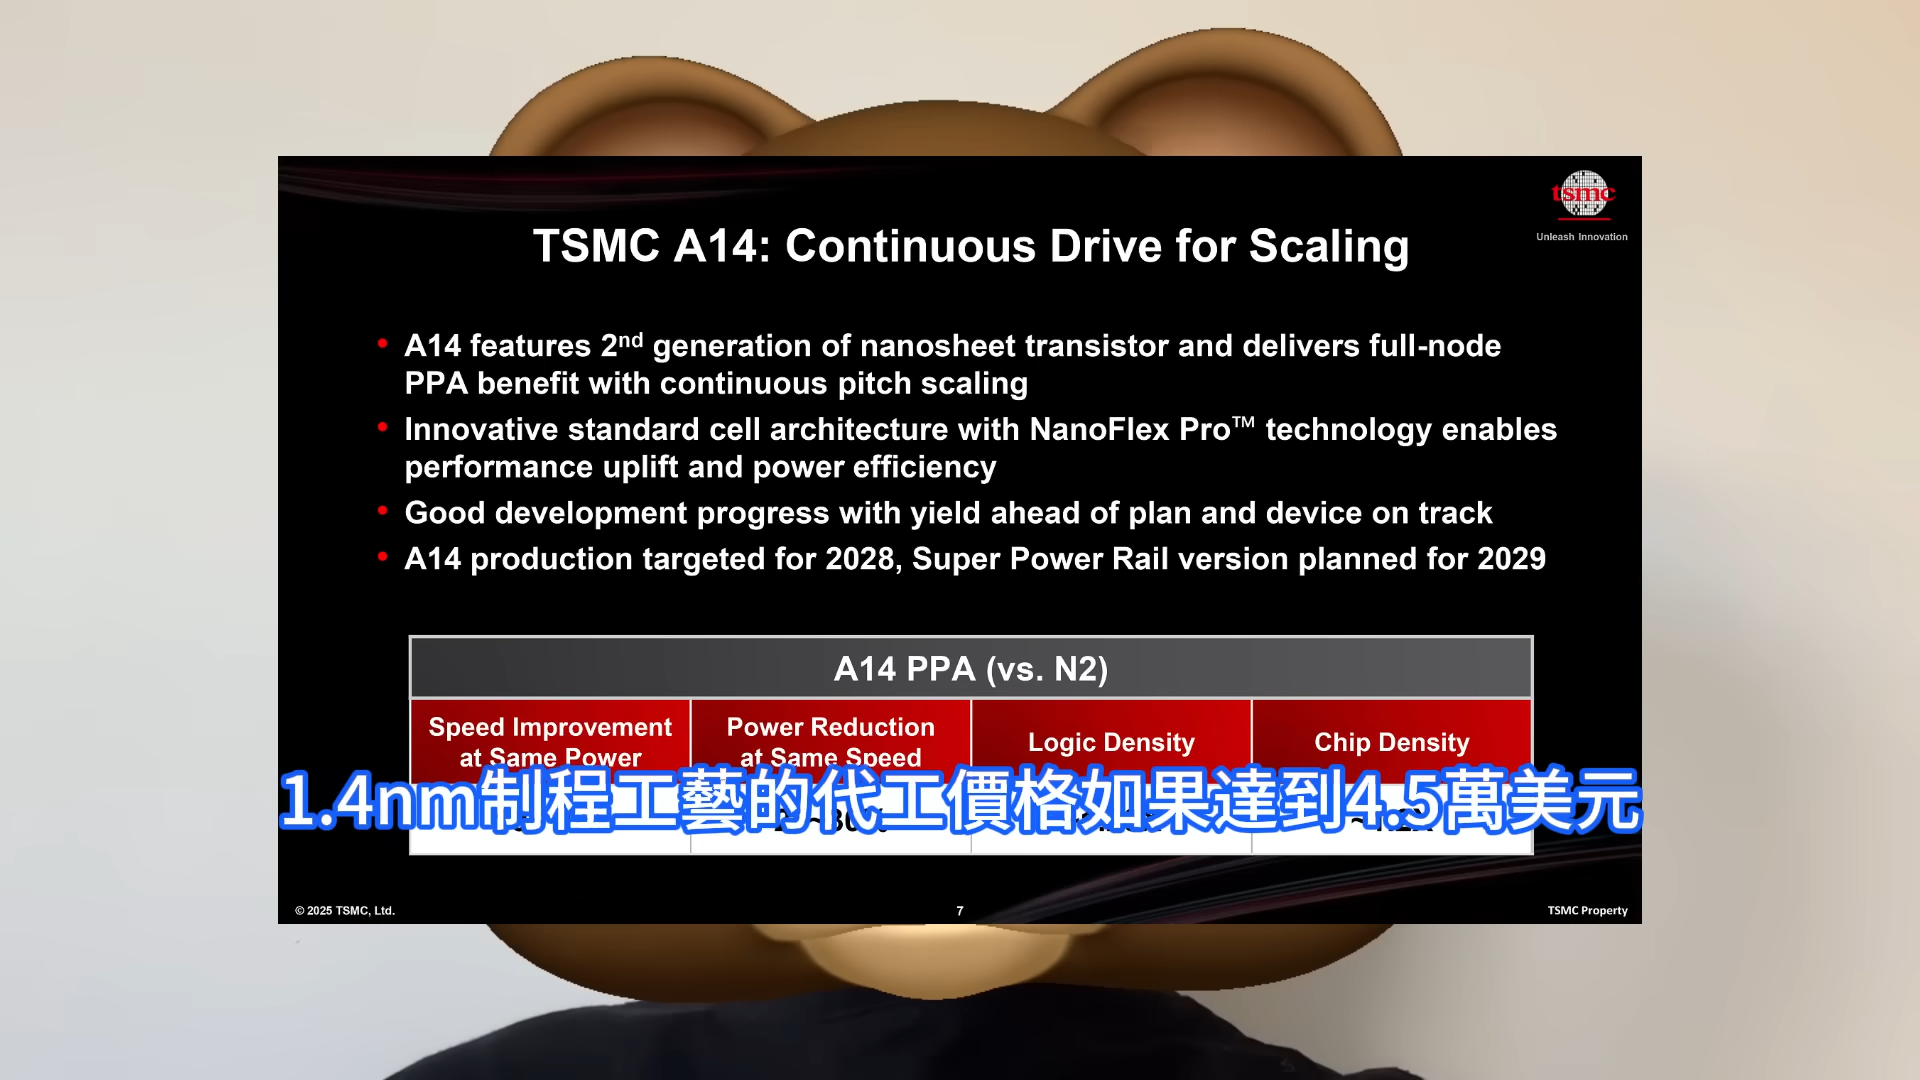 tsmc
Unleash Innovation
TSMC A14: Continuous Drive for Scaling
• A14 features 2nd generation of nanosheet transistor and delivers full-node
PPA benefit with continuous pitch scaling
• Innovative standard cell architecture with NanoFlex Pro™ technology enables
performance uplift and power efficiency
• Good development progress with yield ahead of plan and device on track
• A14 production targeted for 2028, Super Power Rail version planned for 2029
A14 PPA (vs. N2)
Speed Improvement
at Same Power
Power Reduction
at Same Speed
Logic Density
Chip Density
1.4nm制程工藝的代工價格如果達到4.5萬美元
© 2025 TSMC, Ltd.
7
TSMC Property